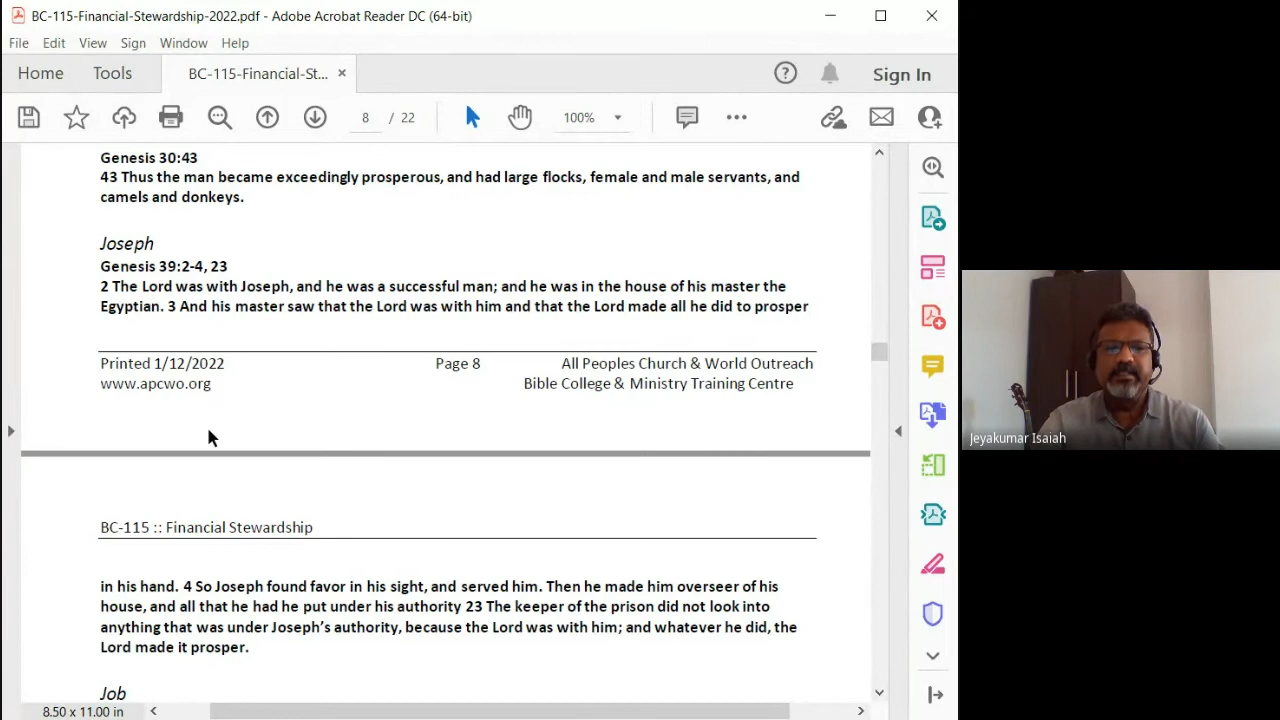 BC-115-Financial-Stewardship-2022.pdf - Adobe Acrobat Reader DC (64-bit)
File Edit View Sign Window Help
Home Tools BC-115-Financial-St... × Sign In
8 / 22 100%
Genesis 30:43
43 Thus the man became exceedingly prosperous, and had large flocks, female and male servants, and
camels and donkeys.
Joseph
Genesis 39:2-4, 23
2 The Lord was with Joseph, and he was a successful man; and he was in the house of his master the
Egyptian. 3 And his master saw that the Lord was with him and that the Lord made all he did to prosper
Printed 1/12/2022 Page 8 All Peoples Church & World Outreach
www.apcwo.org Bible College & Ministry Training Centre
BC-115 :: Financial Stewardship
in his hand. 4 So Joseph found favor in his sight, and served him. Then he made him overseer of his
house, and all that he had he put under his authority 23 The keeper of the prison did not look into
anything that was under Joseph's authority, because the Lord was with him; and whatever he did, the
Lord made it prosper.
Job
8.50 x 11.00 in
Jeyakumar Isaiah